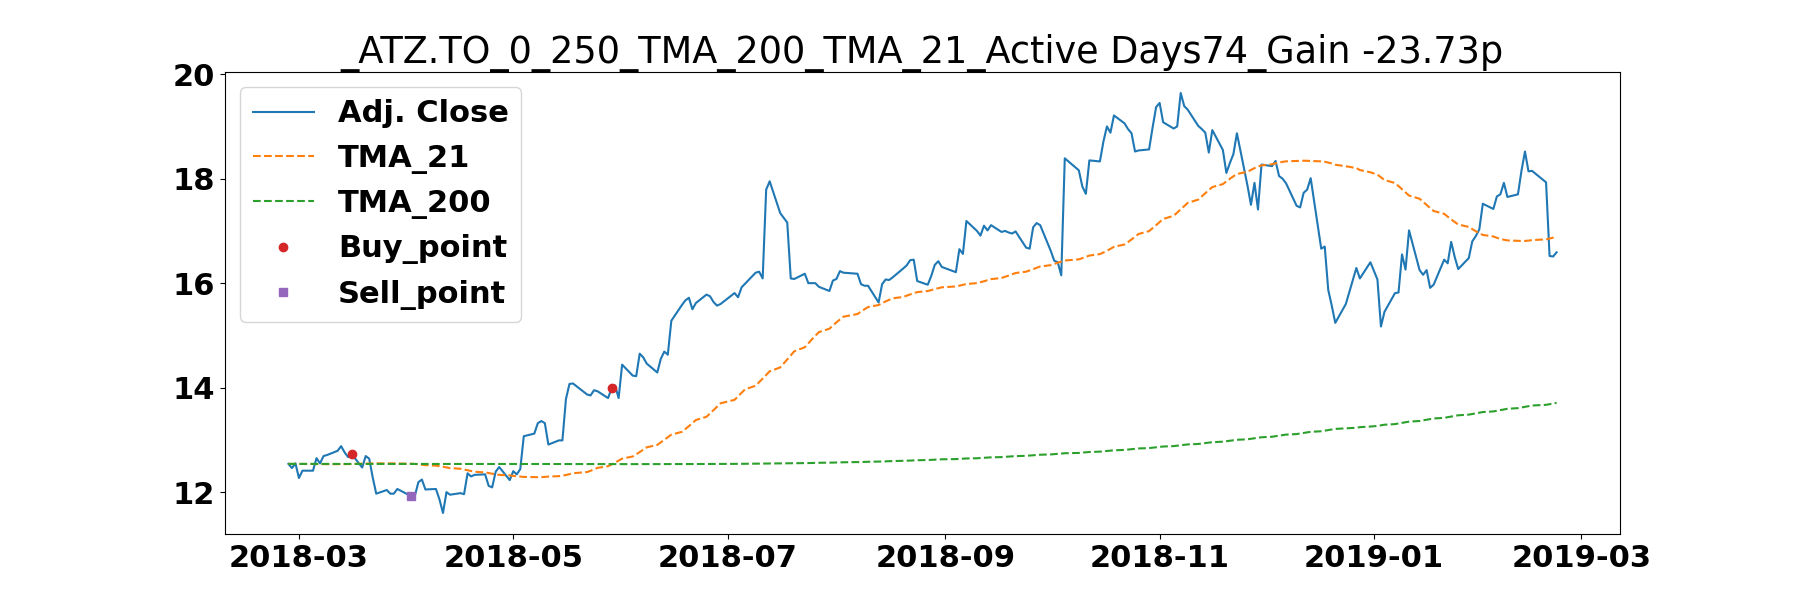 _ATZ.TO_0_250_TMA_200_TMA_21_Active Days74_Gain -23.73p
20
18
16
14
12
Adj. Close
TMA_21
TMA_200
Buy_point
Sell_point
2018-03 2018-05 2018-07 2018-09 2018-11 2019-01 2019-03